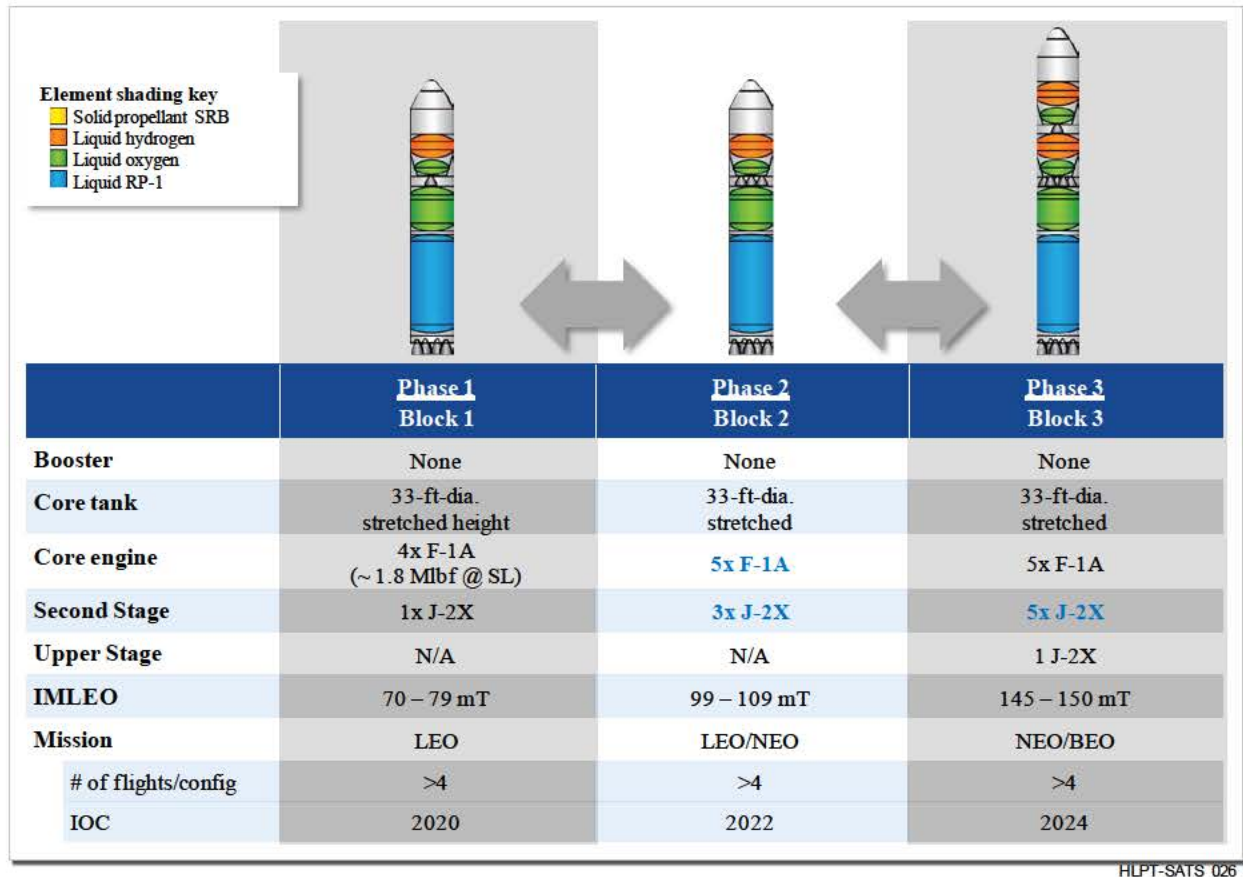 Element shading key
Solid propellant SRB
Liquid hydrogen
Liquid oxygen
Liquid RP-1
Phase 1 Phase 2 Phase 3
Block 1 Block 2 Block 3
Booster None None None
Core tank 33-ft-dia. 33-ft-dia. 33-ft-dia.
stretched height stretched stretched
Core engine 4x F-1A 5x F-1A 5x F-1A
(~ 1.8 Mlbf @ SL)
Second Stage 1x J-2X 3x J-2X 5x J-2X
Upper Stage N/A N/A 1 J-2X
IMLEO 70 – 79 mT 99 – 109 mT 145 – 150 mT
Mission LEO LEO/NEO NEO/BEO
# of flights/config >4 >4 >4
IOC 2020 2022 2024
HLPT-SATS 026